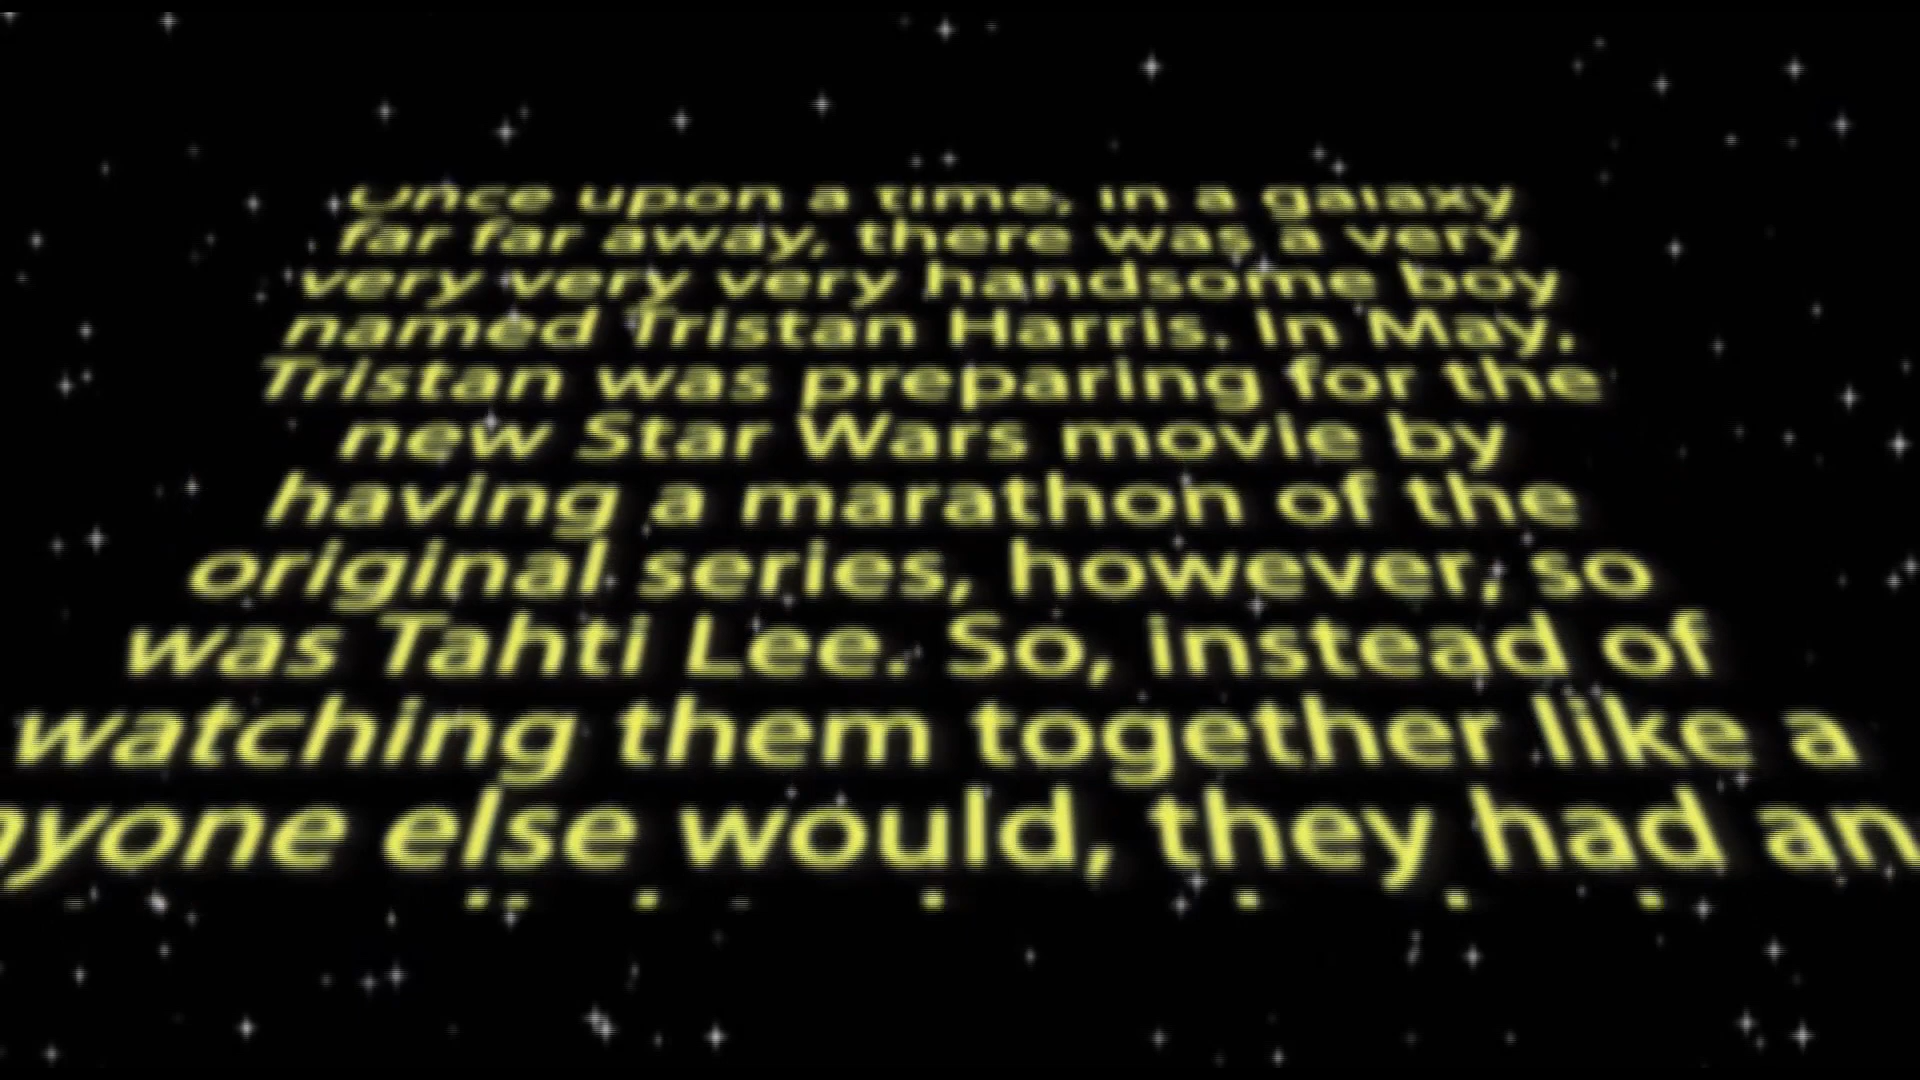 Once upon a time, in a galaxy
far far away, there was a very
very very very handsome boy
named Tristan Harris. In May,
Tristan was preparing for the
new Star Wars movie by
having a marathon of the
original series, however, so
was Tahti Lee. So, instead of
watching them together like a
else would, they had an